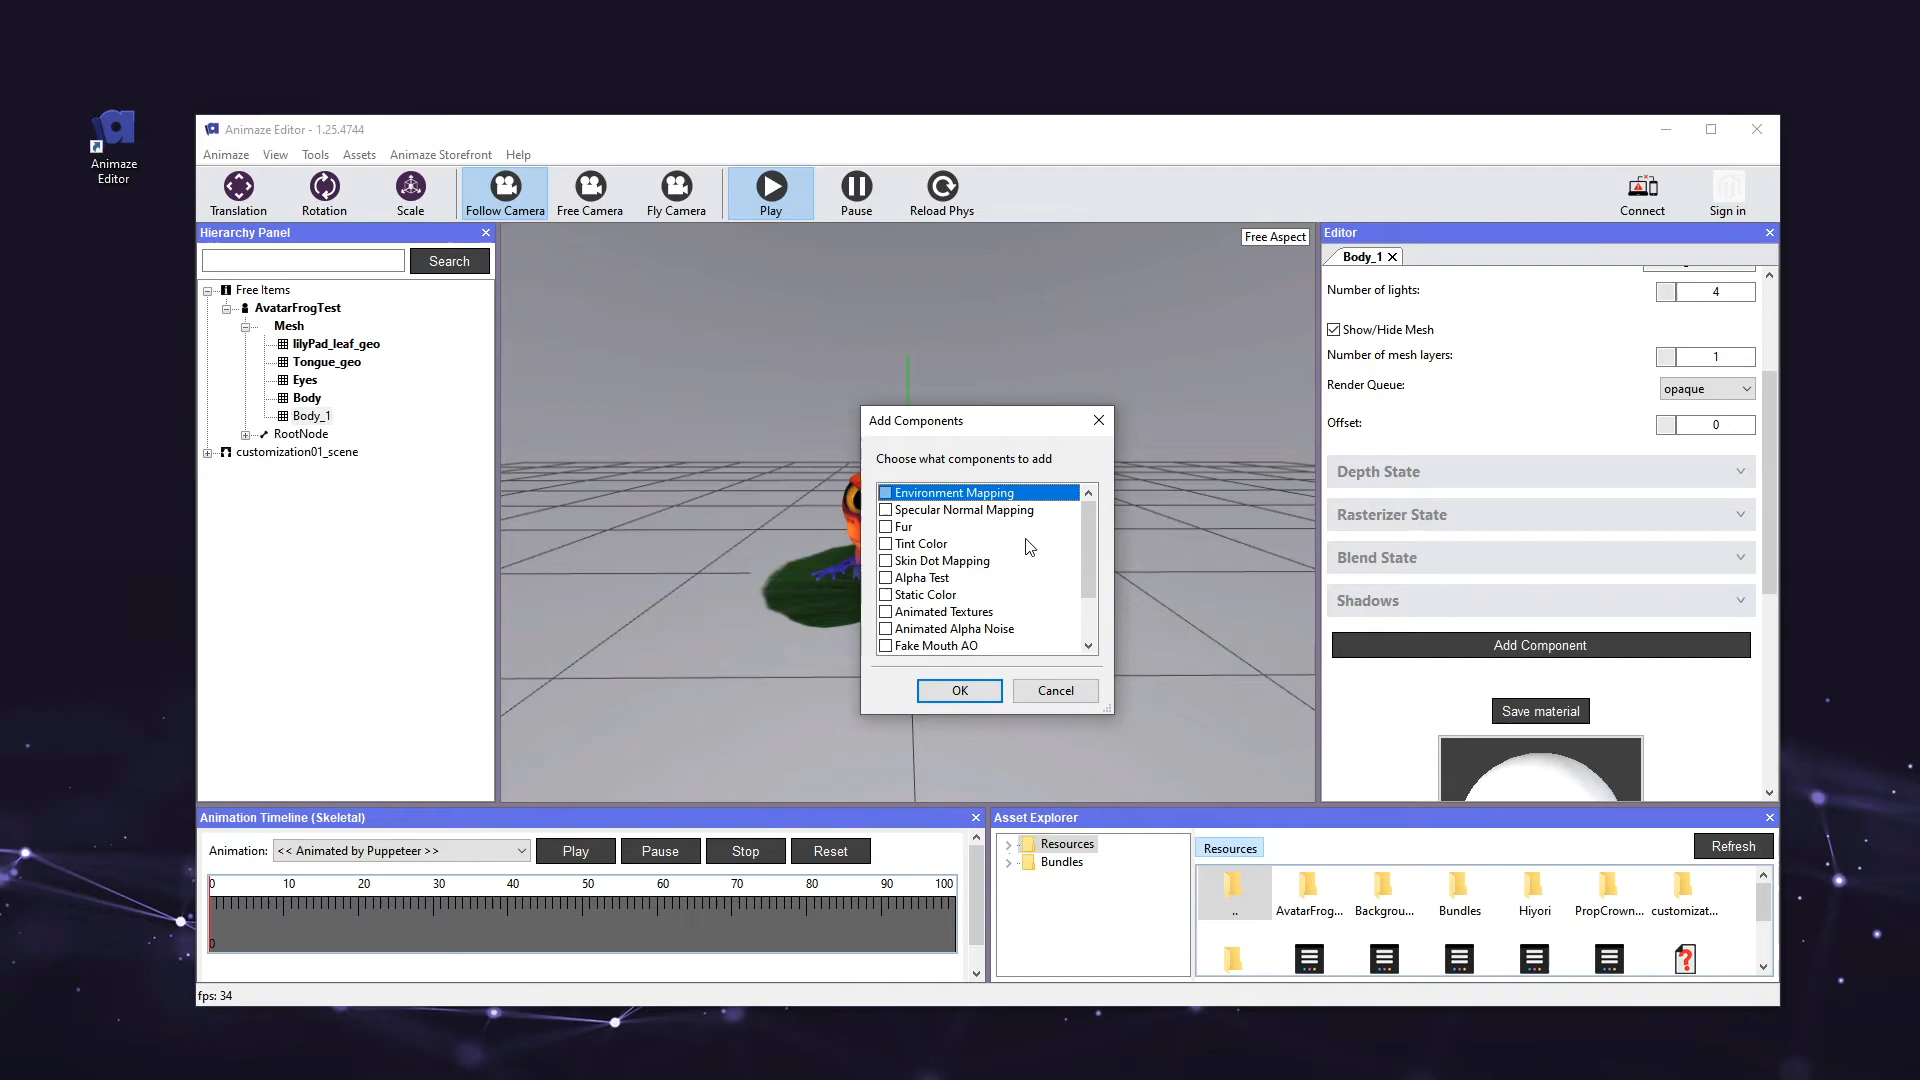 Animaze
Editor
Animaze Editor - 1.25.4744
Animaze View Tools Assets Animaze Storefront Help
Translation Rotation Scale Follow Camera Free Camera Fly Camera Play Pause Reload Phys Connect Sign in
Hierarchy Panel
Search
Free Items
AvatarFrogTest
Mesh
lilyPad_leaf_geo
Tongue_geo
Eyes
Body
Body_1
RootNode
customization01_scene
Free Aspect
Add Components
Choose what components to add
Environment Mapping
Specular Normal Mapping
Fur
Tint Color
Skin Dot Mapping
Alpha Test
Static Color
Animated Textures
Animated Alpha Noise
Fake Mouth AO
OK Cancel
Editor
Body_1
Number of lights: 4
Show/Hide Mesh
Number of mesh layers: 1
Render Queue: opaque
Offset: 0
Depth State
Rasterizer State
Blend State
Shadows
Add Component
Save material
Animation Timeline (Skeletal)
Animation: << Animated by Puppeteer >> Play Pause Stop Reset
0 10 20 30 40 50 60 70 80 90 100
0
Asset Explorer
Resources
Bundles
Resources Refresh
.. AvatarFrog... Backgrou... Bundles Hiyori PropCrown... customizat...
fps: 34